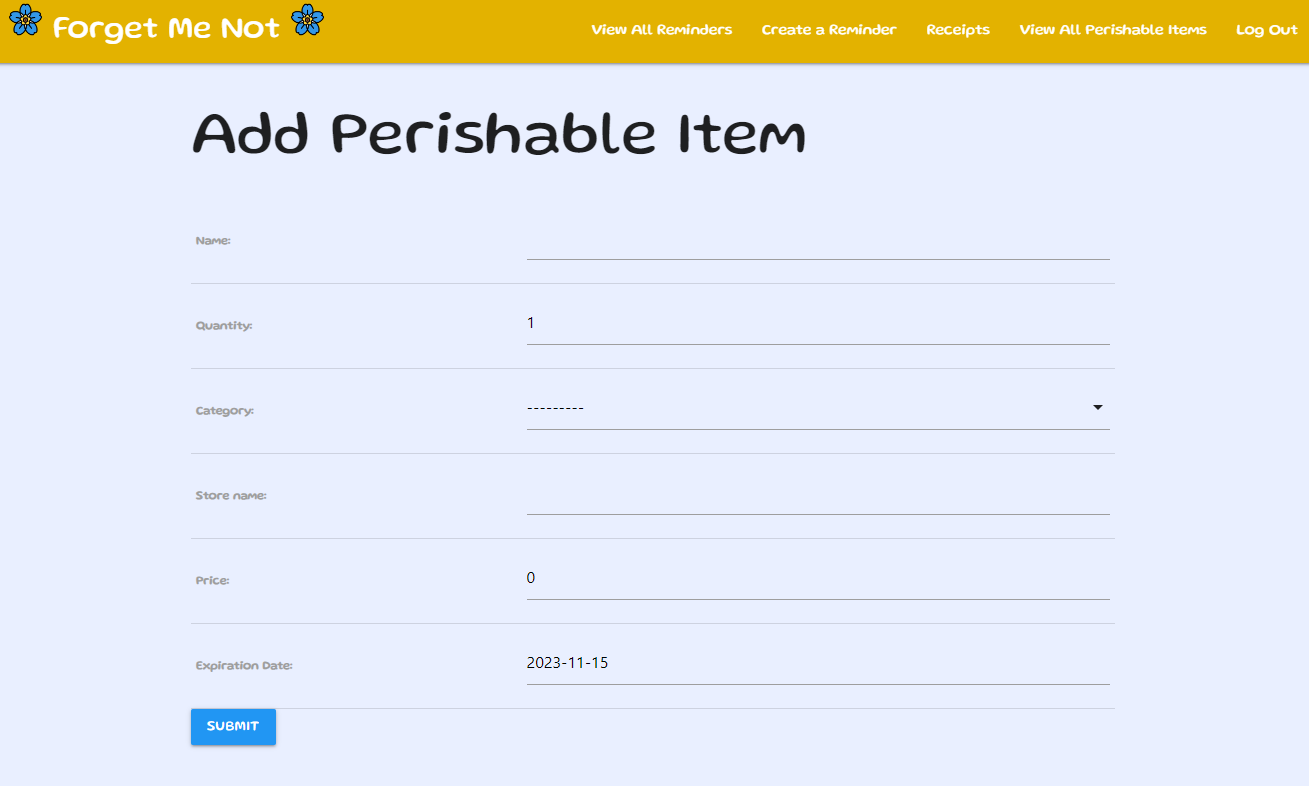 Forget Me Not
View All Reminders Create a Reminder Receipts View All Perishable Items Log Out
Add Perishable Item
Name:
Quantity: 1
Category: ---------
Store name:
Price: 0
Expiration Date: 2023-11-15
SUBMIT